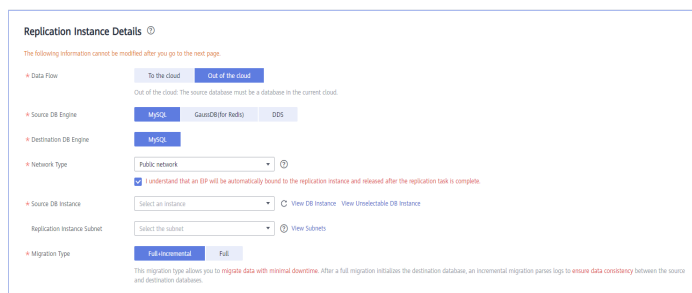 Replication Instance Details ?
The following information cannot be modified after you go to the next page.
* Data Flow To the cloud Out of the cloud
Out of the cloud: The source database must be a database in the current cloud.
* Source DB Engine MySQL GaussDB(for Redis) DDS
* Destination DB Engine MySQL
* Network Type Public network ?
I understand that an EIP will be automatically bound to the replication instance and released after the replication task is complete.
* Source DB Instance Select an instance View DB Instance View Unselectable DB Instance
Replication Instance Subnet Select the subnet ? View Subnets
* Migration Type Full+Incremental Full
This migration type allows you to migrate data with minimal downtime. After a full migration initializes the destination database, an incremental migration parses logs to ensure data consistency between the source
and destination databases.